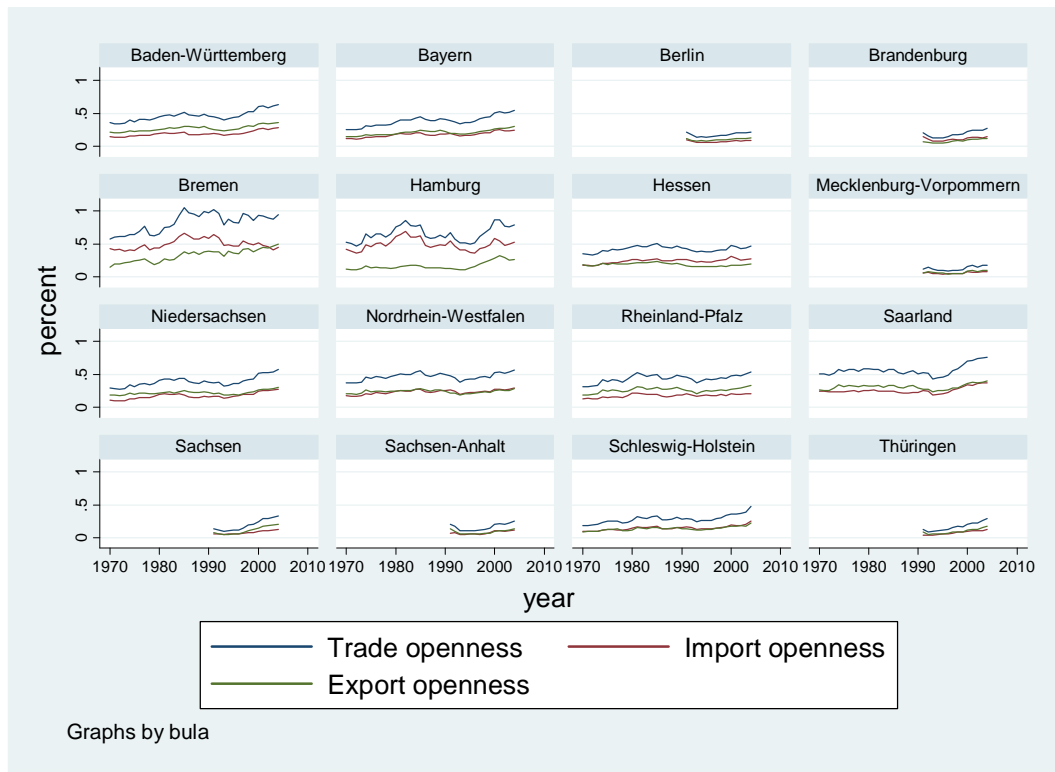 Baden-Württemberg Bayern Berlin Brandenburg
0 .5 1
Bremen Hamburg Hessen Mecklenburg-Vorpommern
0 .5 1
Niedersachsen Nordrhein-Westfalen Rheinland-Pfalz Saarland
0 .5 1
Sachsen Sachsen-Anhalt Schleswig-Holstein Thüringen
0 .5 1
percent
1970 1980 1990 2000 2010 1970 1980 1990 2000 2010 1970 1980 1990 2000 2010 1970 1980 1990 2000 2010
year
Trade openness Import openness
Export openness
Graphs by bula